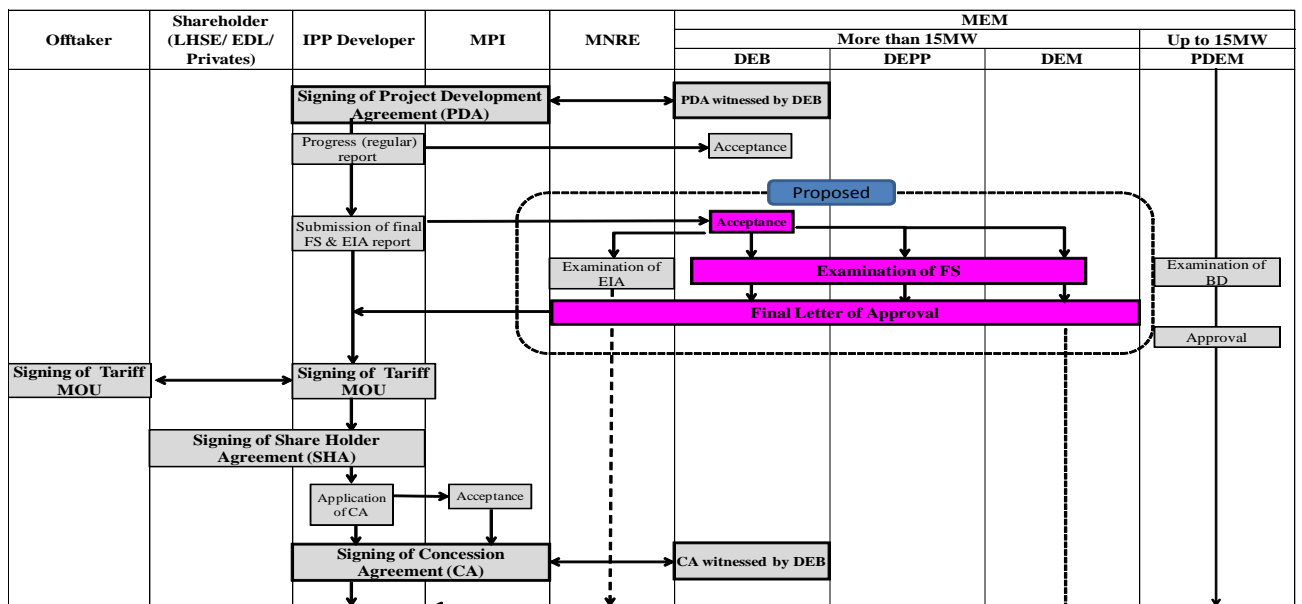 MEM
Shareholder
(LHSE/ EDL/
Privates)
Offtaker
IPP Developer
MPI
MNRE
More than 15MW
Up to 15MW
DEB
DEPP
DEM
PDEM
Signing of Project Development
Agreement (PDA)
PDA witnessed by DEB
Progress (regular)
report
Acceptance
Proposed
Submission of final
FS & EIA report
Acceptance
Examination of
EIA
Examination of FS
Examination of
BD
Final Letter of Approval
Approval
Signing of Tariff
MOU
Signing of Tariff
MOU
Signing of Share Holder
Agreement (SHA)
Application
of CA
Acceptance
Signing of Concession
Agreement (CA)
CA witnessed by DEB